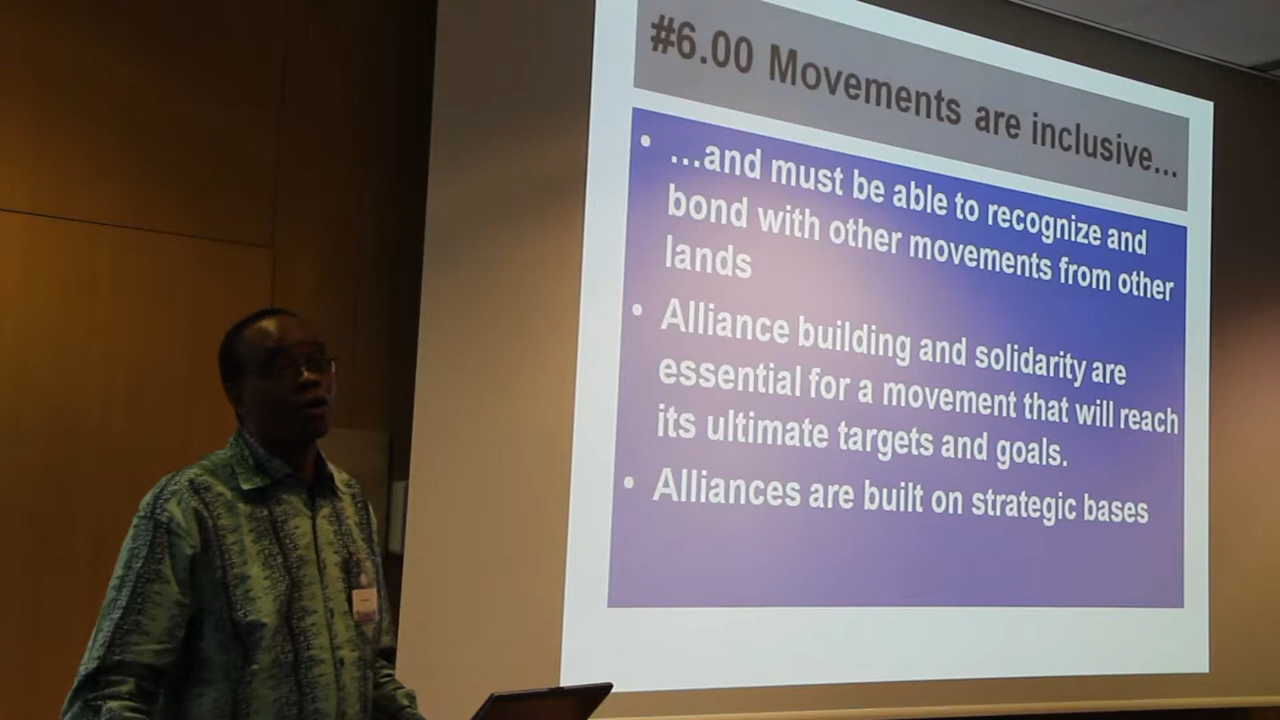 #6.00 Movements are inclusive...
• ...and must be able to recognize and
bond with other movements from other
lands
• Alliance building and solidarity are
essential for a movement that will reach
its ultimate targets and goals.
• Alliances are built on strategic bases